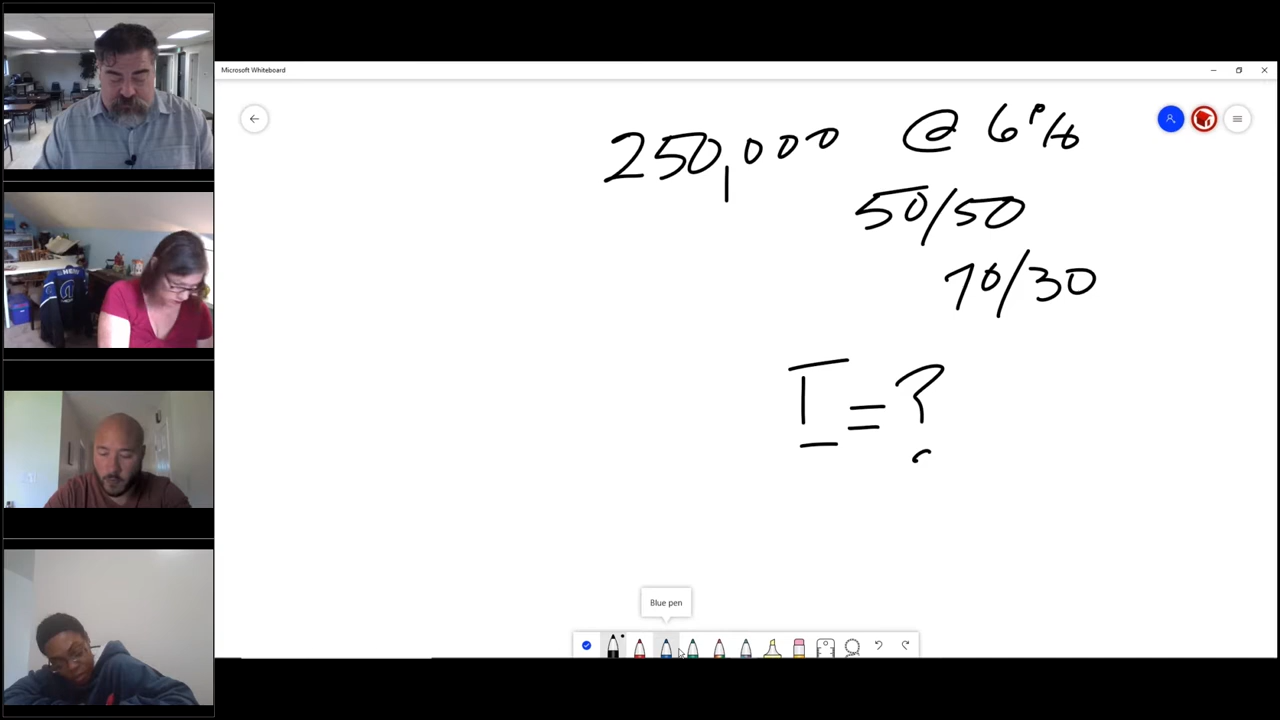 Microsoft Whiteboard
250,000 @ 6%
50/50
70/30
I = ?
Blue pen